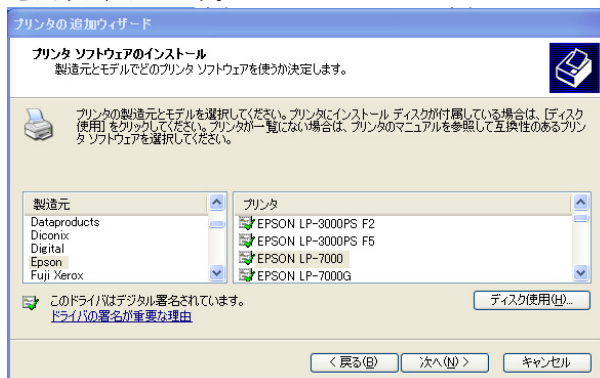 プリンタの追加ウィザード
プリンタ ソフトウェアのインストール
製造元とモデルでどのプリンタ ソフトウェアを使うか決定します。
プリンタの製造元とモデルを選択してください。プリンタにインストール ディスクが付属している場合は、[ディスク
使用] をクリックしてください。プリンタが一覧にない場合は、プリンタのマニュアルを参照して互換性のあるプリン
タ ソフトウェアを選択してください。
製造元
Dataproducts
Diconix
Digital
Epson
Fuji Xerox
プリンタ
EPSON LP-3000PS F2
EPSON LP-3000PS F5
EPSON LP-7000
EPSON LP-7000G
このドライバはデジタル署名されています。
ドライバの署名が重要な理由
ディスク使用(H)...
< 戻る(B)
次へ(N) >
キャンセル